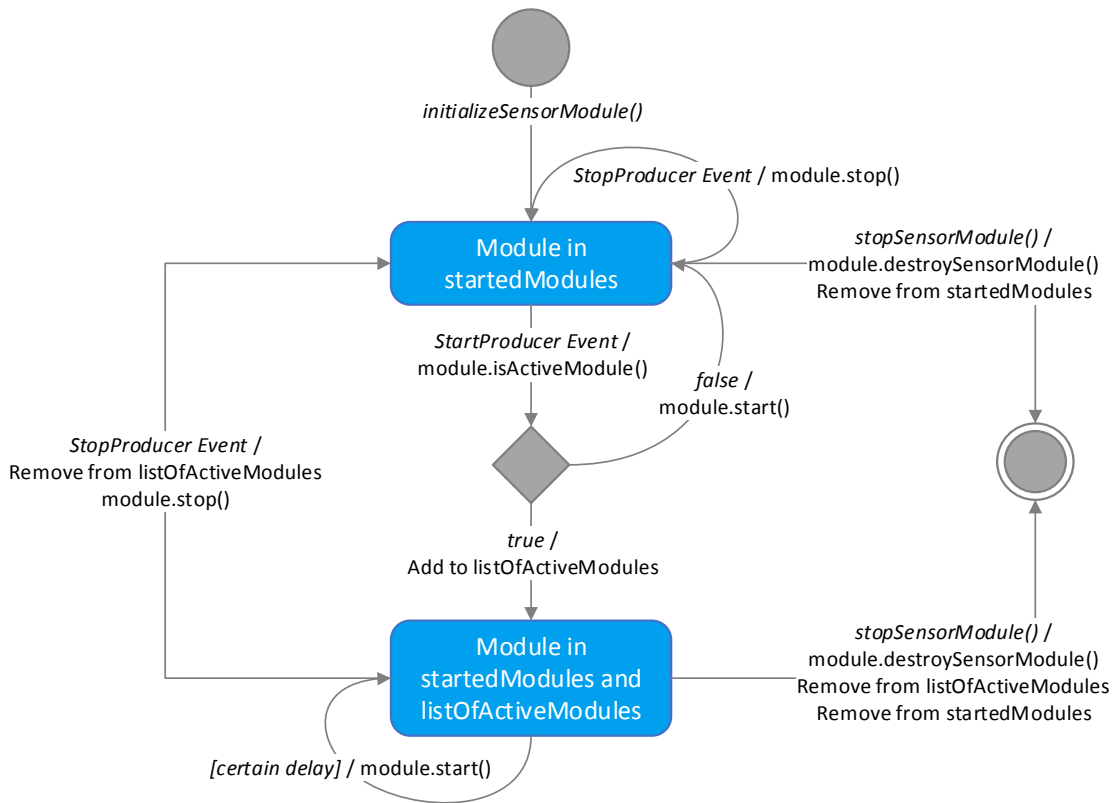 initializeSensorModule()
StopProducer Event / module.stop()
Module in
startedModules
stopSensorModule() /
module.destroySensorModule()
Remove from startedModules
StartProducer Event /
module.isActiveModule()
false /
module.start()
StopProducer Event /
Remove from listOfActiveModules
module.stop()
true /
Add to listOfActiveModules
Module in
startedModules and
listOfActiveModules
stopSensorModule() /
module.destroySensorModule()
Remove from listOfActiveModules
Remove from startedModules
[certain delay] / module.start()